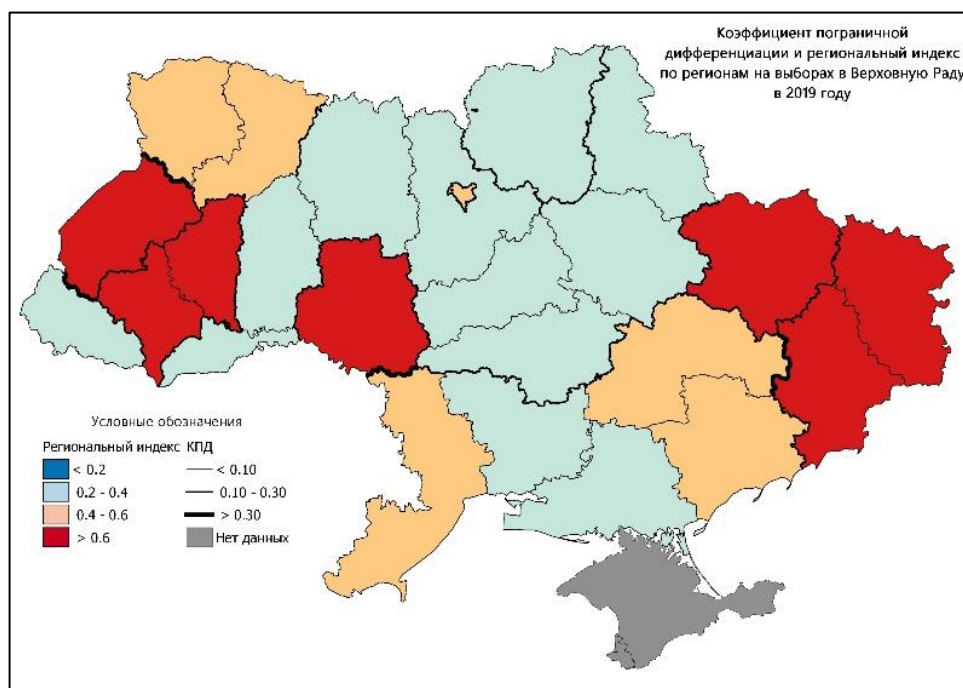 Коэффициент пограничной
дифференциации и региональный индекс
по регионам на выборах в Верховную Раду
в 2019 году
Условные обозначения
Региональный индекс КПД
< 0.2 < 0.10
0.2 - 0.4 0.10 - 0.30
0.4 - 0.6 > 0.30
> 0.6 Нет данных